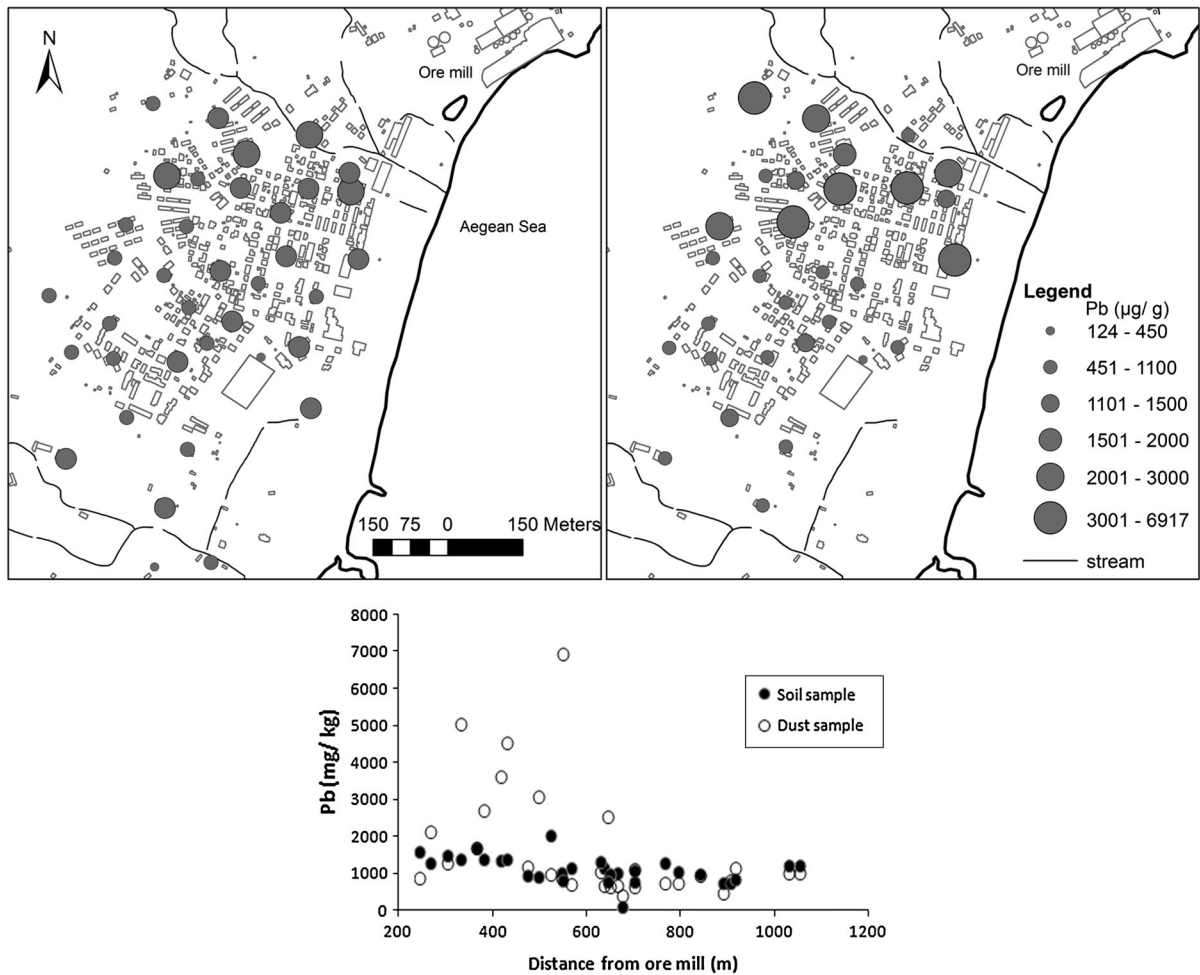 N
Ore mill
Aegean Sea
150 75 0 150 Meters
Ore mill
Legend
Pb (µg/ g)
124 - 450
451 - 1100
1101 - 1500
1501 - 2000
2001 - 3000
3001 - 6917
stream
Pb (mg/ kg)
8000
7000
6000
5000
4000
3000
2000
1000
0
200 400 600 800 1000 1200
Distance from ore mill (m)
Soil sample
Dust sample